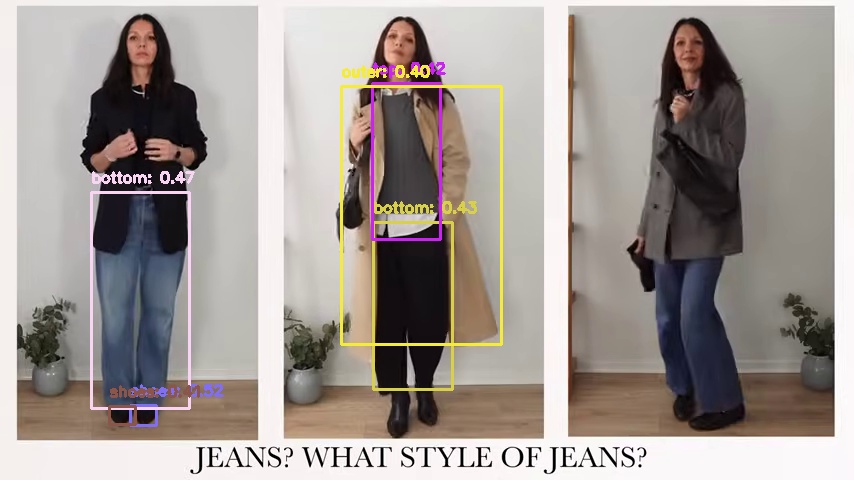 outer: 0.40
bottom: 0.47
bottom: 0.43
JEANS? WHAT STYLE OF JEANS?